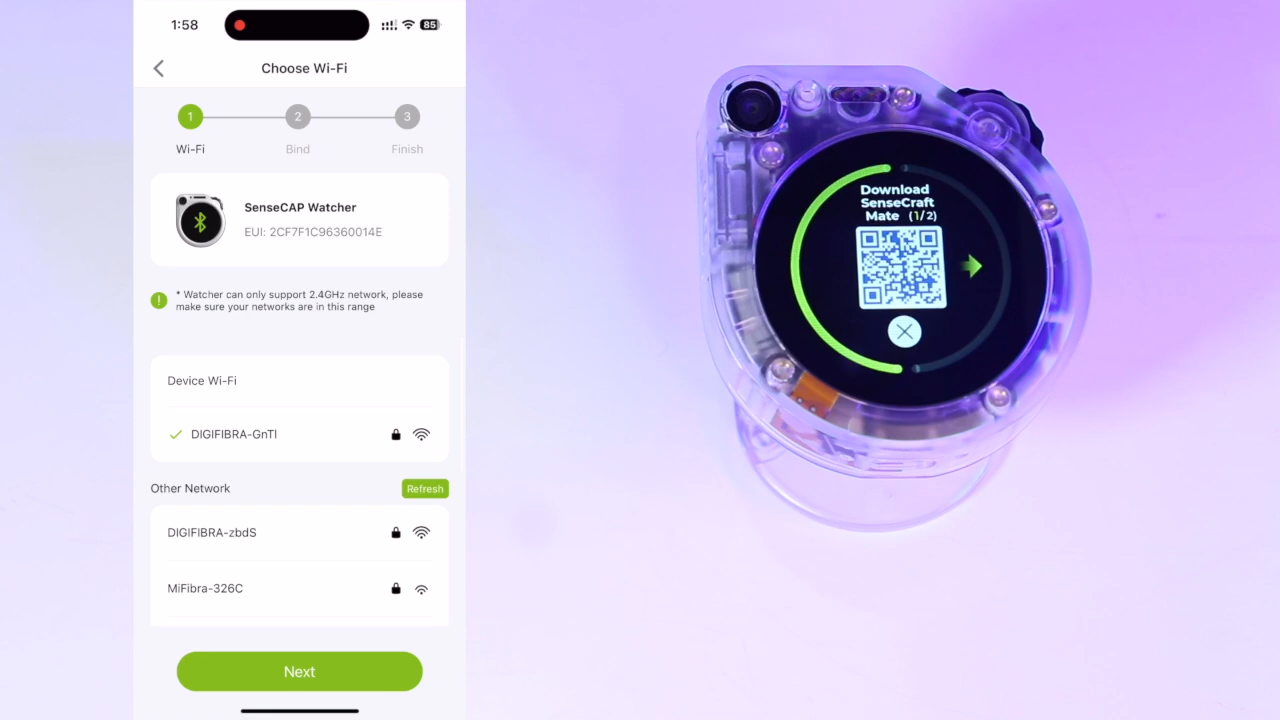 1:58
85
Choose Wi-Fi
1
2
3
Wi-Fi
Bind
Finish
SenseCAP Watcher
EUI: 2CF7F1C96360014E
! * Watcher can only support 2.4GHz network, please
make sure your networks are in this range
Device Wi-Fi
DIGIFIBRA-GnTl
Other Network
Refresh
DIGIFIBRA-zbdS
MiFibra-326C
Next
Download
SenseCraft
Mate (1/2)